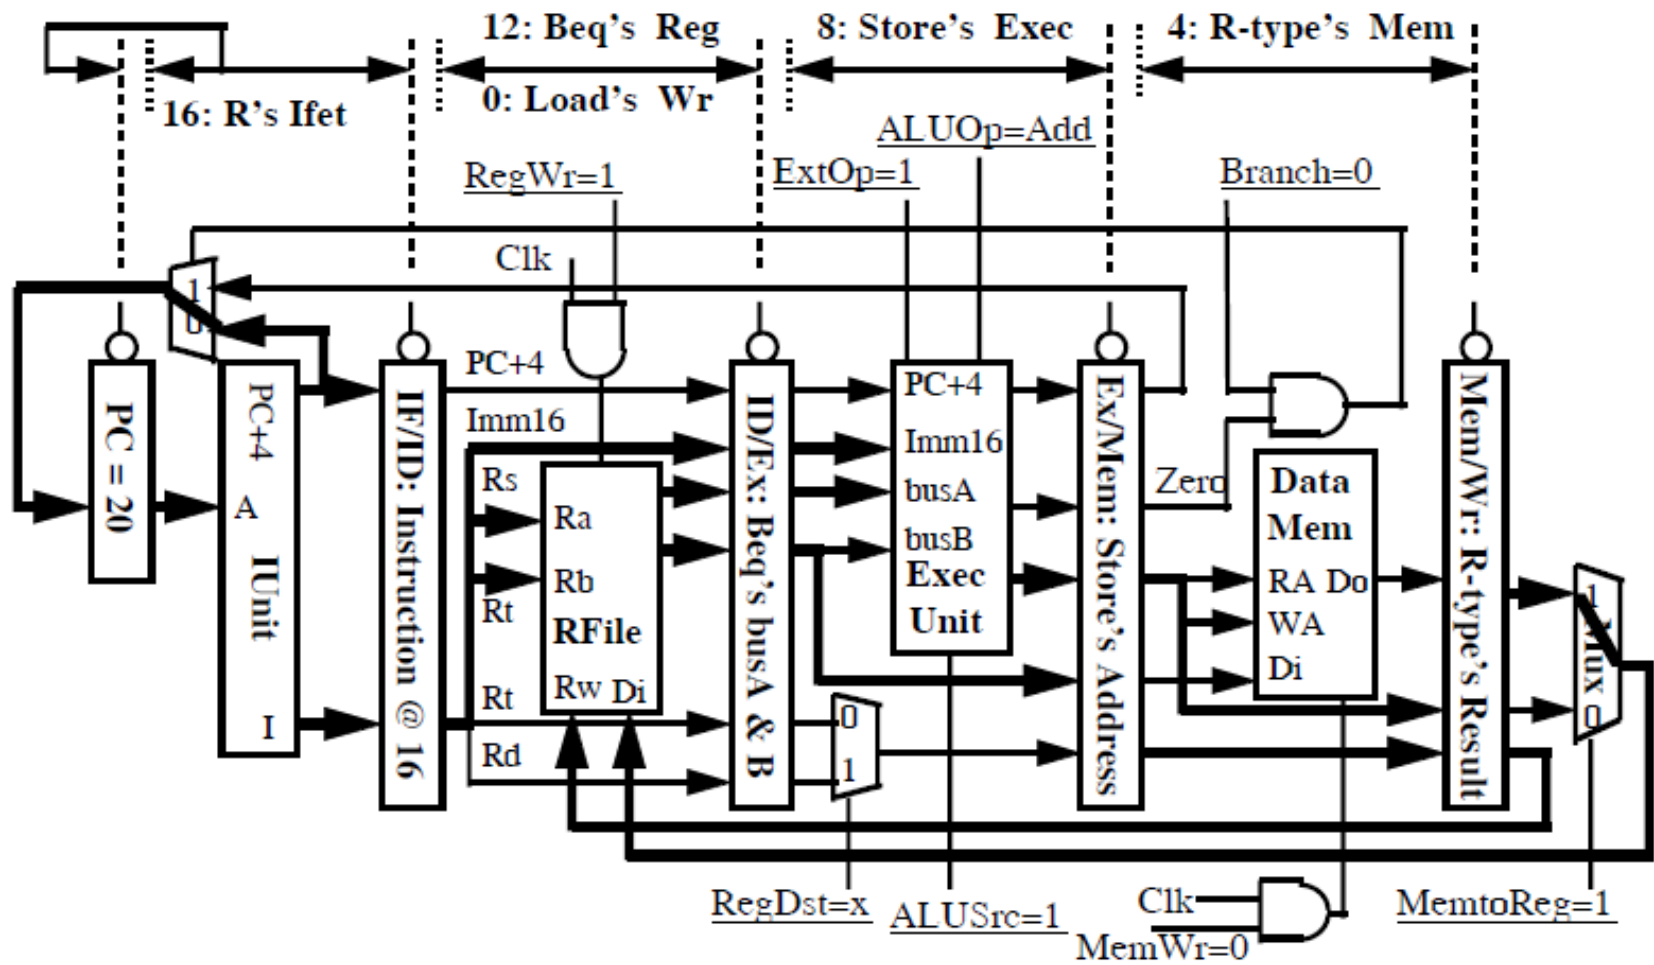 12: Beq's Reg
8: Store's Exec
4: R-type's Mem
16: R's Ifet
0: Load's Wr
ALUOp=Add
RegWr=1
ExtOp=1
Branch=0
Clk
1
0
PC+4
Imm16
Rs
Rt
Rt
Rd
PC = 20
PC+4
A
IUnit
I
IF/ID: Instruction @ 16
Ra
Rb
RFile
Rw Di
ID/Ex: Beq's busA & B
PC+4
Imm16
busA
busB
Exec
Unit
0
1
Ex/Mem: Store's Address
Zero
Data
Mem
RA Do
WA
Di
Mem/Wr: R-type's Result
1
Mux
0
RegDst=x
ALUSrc=1
Clk
MemWr=0
MemtoReg=1